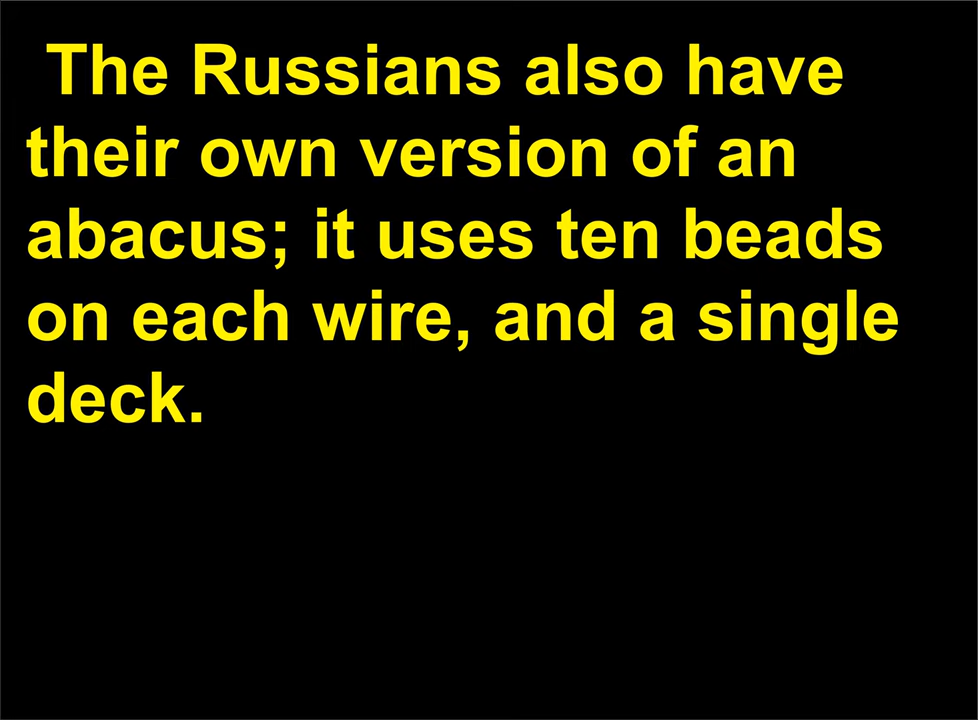 The Russians also have
their own version of an
abacus; it uses ten beads
on each wire, and a single
deck.